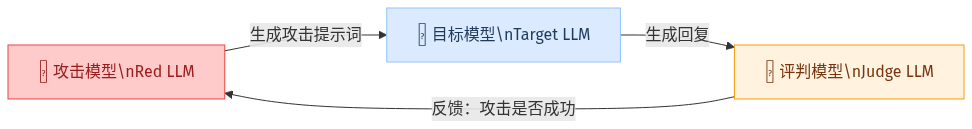 生成攻击提示词
目标模型\nTarget LLM
生成回复
攻击模型\nRed LLM
评判模型\nJudge LLM
反馈：攻击是否成功